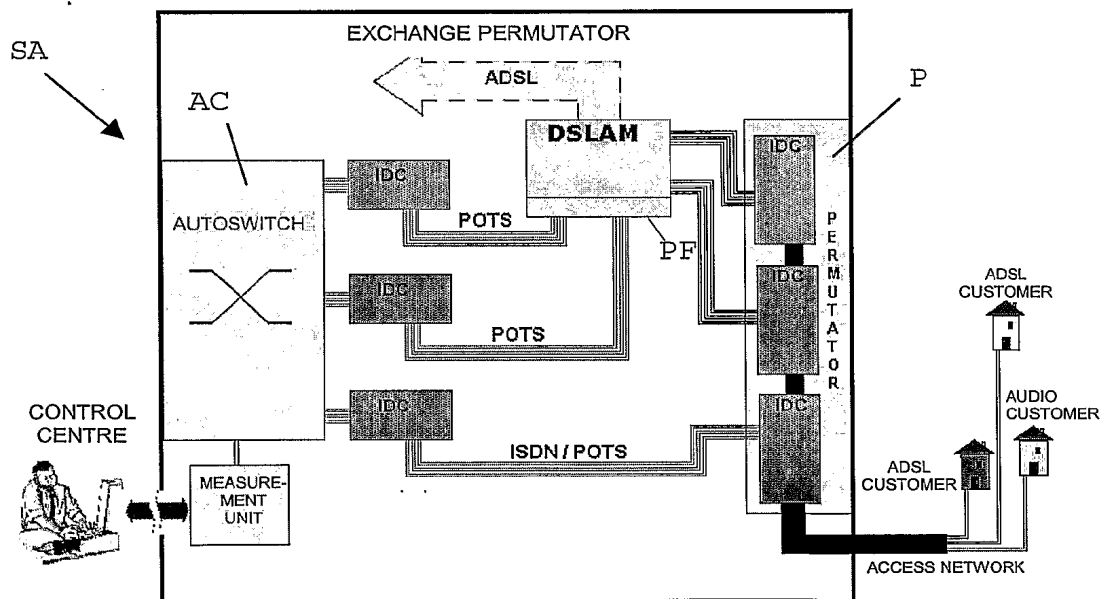 EXCHANGE PERMUTATOR
SA
ADSL
P
AC
DSLAM
IDC
IDC
AUTOSWITCH
POTS
PF
PERMUTATOR
IDC
IDC
ADSL
CUSTOMER
POTS
IDC
IDC
AUDIO
CUSTOMER
CONTROL
CENTRE
ISDN / POTS
ADSL
CUSTOMER
MEASURE-
MENT
UNIT
ACCESS NETWORK